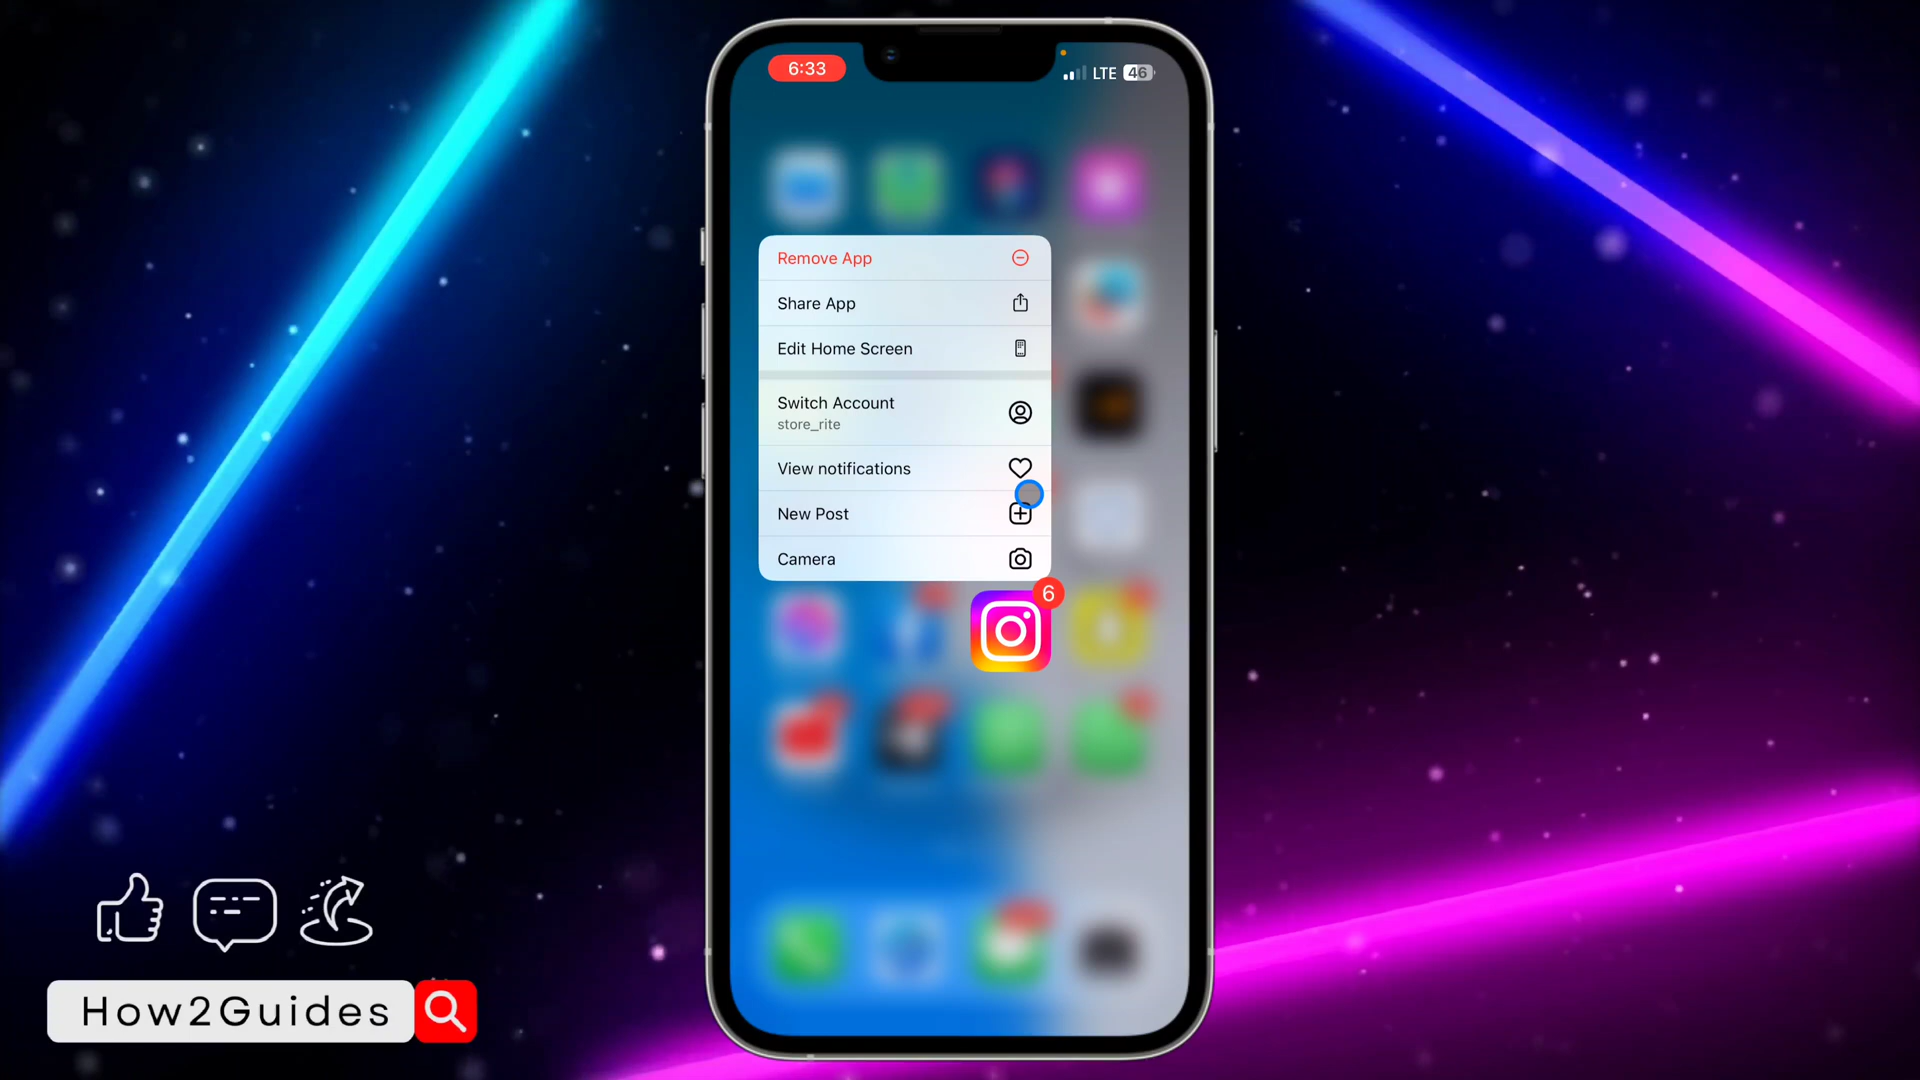 6:33
LTE 46
Remove App
Share App
Edit Home Screen
Switch Account
store_rite
View notifications
New Post
Camera
6
How2Guides